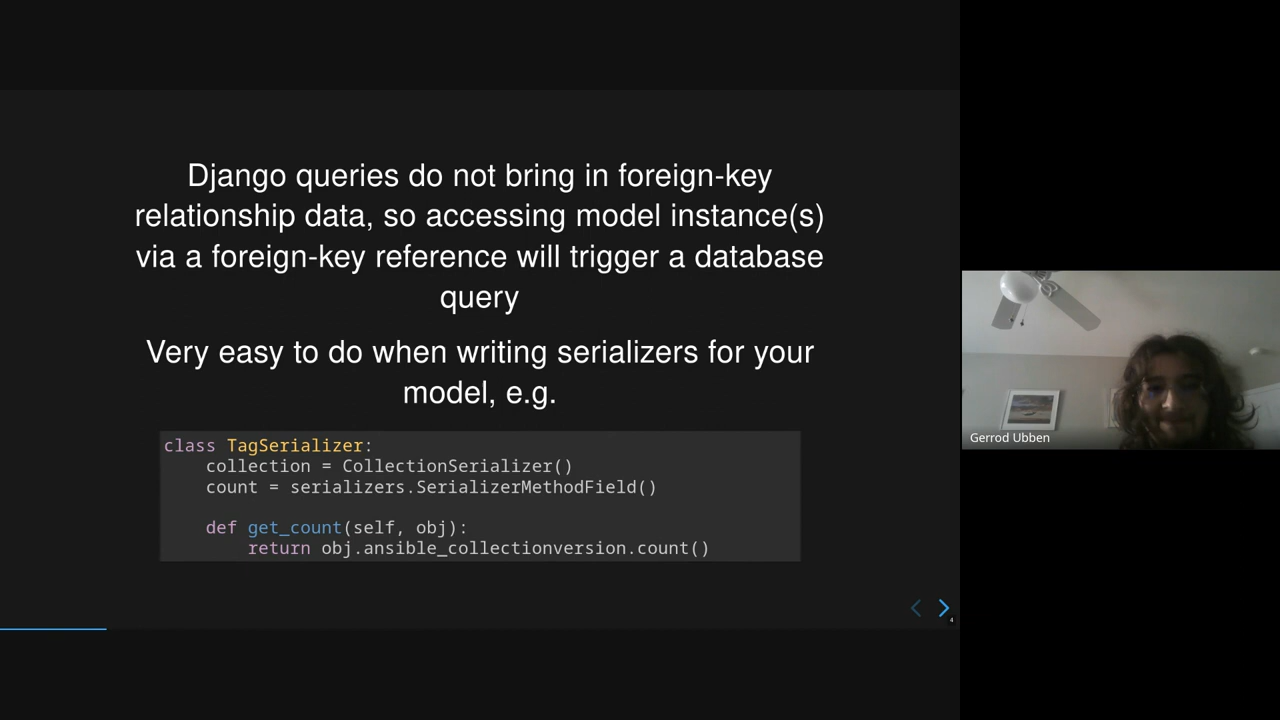 Django queries do not bring in foreign-key
relationship data, so accessing model instance(s)
via a foreign-key reference will trigger a database
query
Very easy to do when writing serializers for your
model, e.g.
class TagSerializer:
    collection = CollectionSerializer()
    count = serializers.SerializerMethodField()

    def get_count(self, obj):
        return obj.ansible_collectionversion.count()
4
Gerrod Ubben